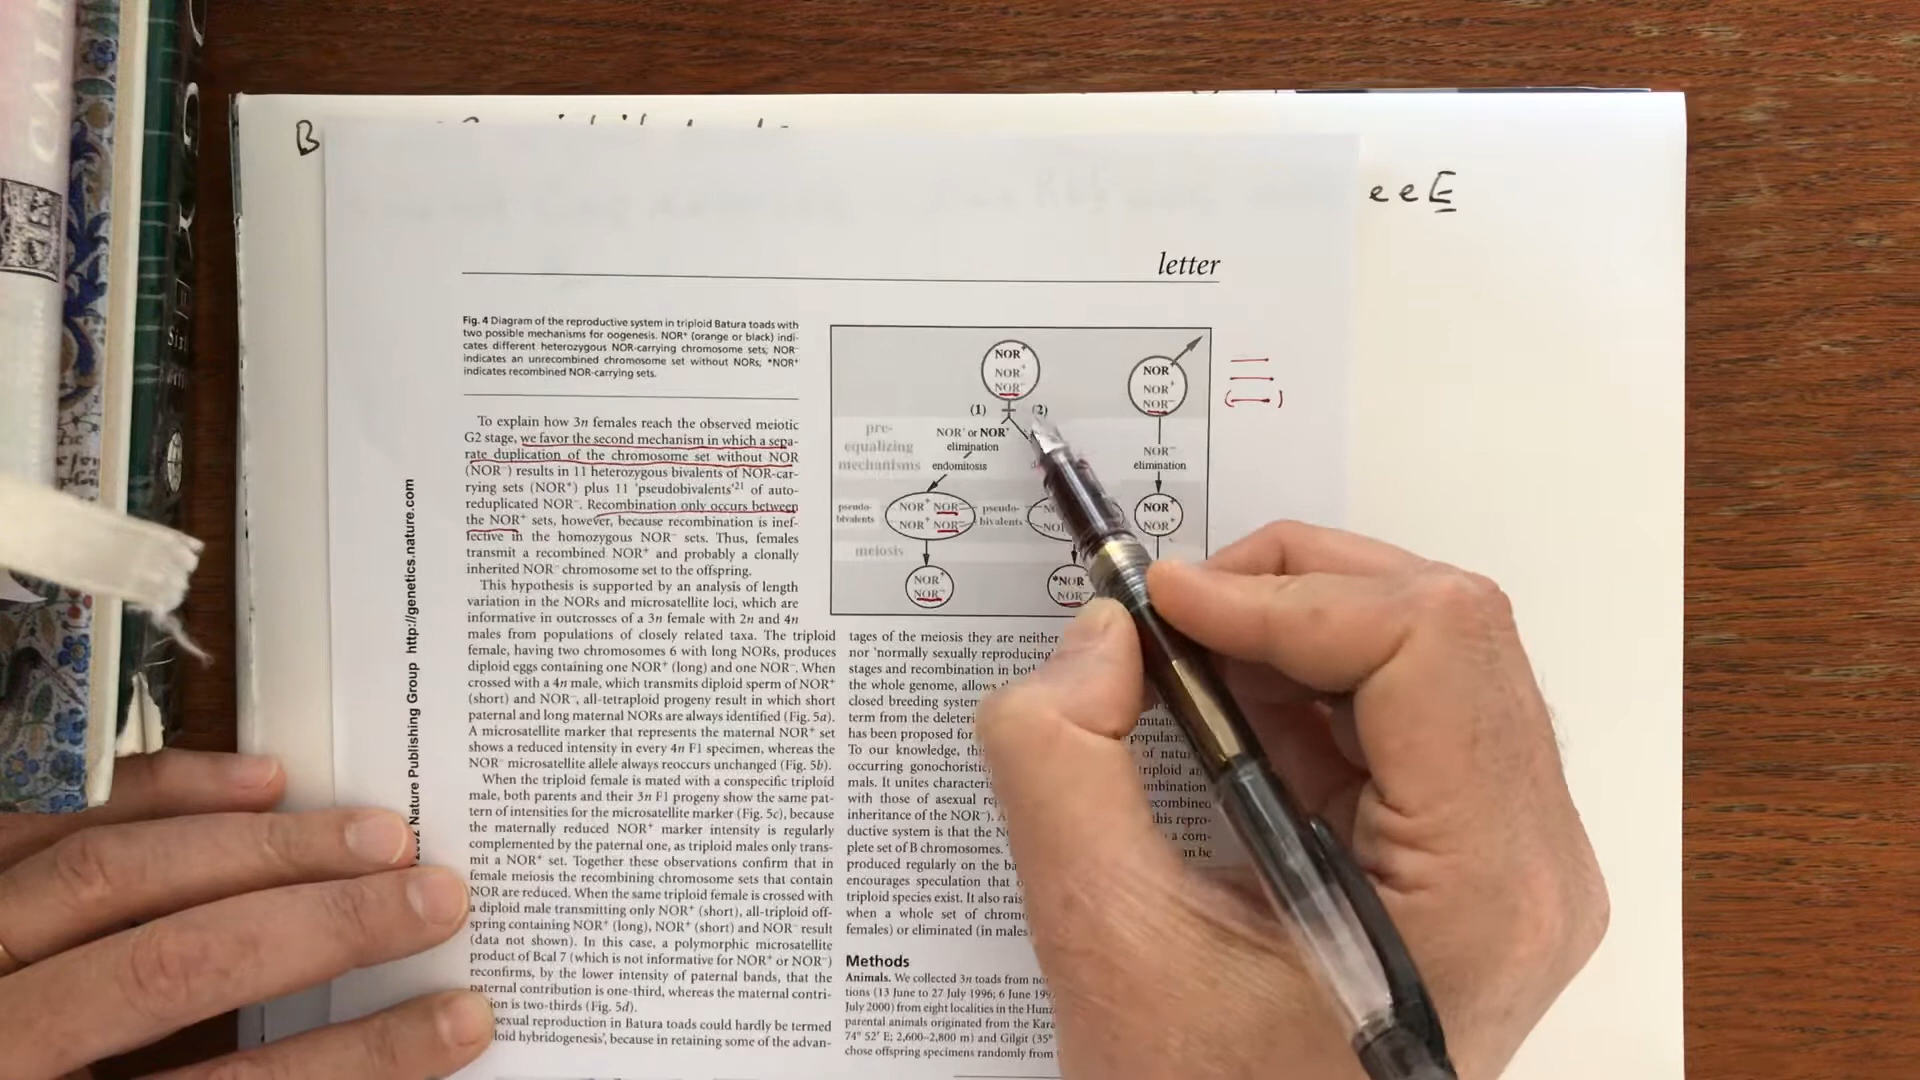 B
e e E
letter
Fig. 4 Diagram of the reproductive system in triploid Batura toads with
two possible mechanisms for oogenesis. NOR⁺ (orange or black) indi-
cates different heterozygous NOR-carrying chromosome sets; NOR⁻
indicates an unrecombined chromosome set without NORs; *NOR⁺
indicates recombined NOR-carrying sets.
To explain how 3n females reach the observed meiotic
G2 stage, we favor the second mechanism in which a sepa-
rate duplication of the chromosome set without NOR
(NOR⁻) results in 11 heterozygous bivalents of NOR-car-
rying sets (NOR⁺) plus 11 'pseudobivalents'²¹ of auto-
reduplicated NOR⁻. Recombination only occurs between
the NOR⁺ sets, however, because recombination is inef-
fective in the homozygous NOR⁻ sets. Thus, females
transmit a recombined NOR⁺ and probably a clonally
inherited NOR⁻ chromosome set to the offspring.
This hypothesis is supported by an analysis of length
variation in the NORs and microsatellite loci, which are
informative in outcrosses of a 3n female with 2n and 4n
males from populations of closely related taxa. The triploid
female, having two chromosomes 6 with long NORs, produces
diploid eggs containing one NOR⁺ (long) and one NOR⁻. When
crossed with a 4n male, which transmits diploid sperm of NOR⁺
(short) and NOR⁻, all-tetraploid progeny result in which short
paternal and long maternal NORs are always identified (Fig. 5a).
A microsatellite marker that represents the maternal NOR⁺ set
shows a reduced intensity in every 4n F1 specimen, whereas the
NOR⁻ microsatellite allele always reoccurs unchanged (Fig. 5b).
When the triploid female is mated with a conspecific triploid
male, both parents and their 3n F1 progeny show the same pat-
tern of intensities for the microsatellite marker (Fig. 5c), because
the maternally reduced NOR⁺ marker intensity is regularly
complemented by the paternal one, as triploid males only trans-
mit a NOR⁺ set. Together these observations confirm that in
female meiosis the recombining chromosome sets that contain
NOR are reduced. When the same triploid female is crossed with
a diploid male transmitting only NOR⁺ (short), all-triploid off-
spring containing NOR⁺ (long), NOR⁺ (short) and NOR⁻ result
(data not shown). In this case, a polymorphic microsatellite
product of Bcal 7 (which is not informative for NOR⁺ or NOR⁻)
reconfirms, by the lower intensity of paternal bands, that the
paternal contribution is one-third, whereas the maternal contri-
ion is two-thirds (Fig. 5d).
sexual reproduction in Batura toads could hardly be termed
loid hybridogenesis', because in retaining some of the advan-
NOR⁺
NOR⁺
NOR⁻
(1)
(2)
pre-
equalizing
mechanisms
NOR⁺ or NOR⁺
elimination
endomitosis
pseudo-
bivalents
NOR⁺ NOR⁻
NOR⁺ NOR⁻
pseudo-
bivalents
meiosis
NOR⁺
NOR⁻
*NOR
NOR⁻
NOR⁺
NOR⁺
NOR⁻
NOR⁻
elimination
NOR⁺
NOR⁺
tages of the meiosis they are neither
nor 'normally sexually reproducing'
stages and recombination in
the whole genome, allows
closed breeding system
term from the
has been proposed for
To our knowledge,
occurring gonochoristic
mals. It unites
with those of asexual
inheritance of the NOR⁻).
ductive system is that the
plete set of B chromosomes.
produced regularly on the
encourages speculation that
triploid species exist. It also
when a whole set of
females) or eliminated (in males
of
triploid
this repro-
a com-
be
Methods
Animals. We collected 3n toads from
tions (13 June to 27 July 1996; 6 June
July 2000) from eight localities in the
parental animals originated from the
74° 52′ E; 2,600–2,800 m) and Gilgit (35°
chose offspring specimens randomly from
Nature Publishing Group http://genetics.nature.com